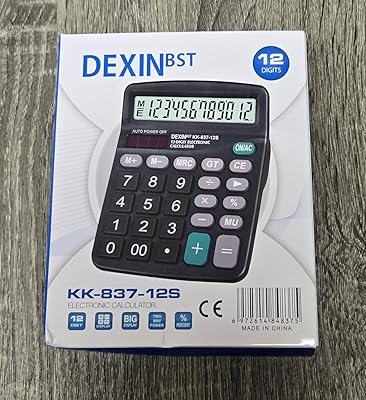 DEXINBST
12
DIGITS
M
E
123456789012
AUTO POWER OFF
DEXINBST KK-837-12S
12 DIGIT ELECTRONIC
CALCULATOR
ON/AC
M+ M− MRC GT CE
7 8 9 ÷ ▶
4 5 6 × %
1 2 3 − MU
0 00 • + =
KK-837-12S
ELECTRONIC CALCULATOR
12
DIGIT
DISPLAY
BIG
DISPLAY
TWO
WAY
POWER
%
PERCENT
CE
6 972614 848375
MADE IN CHINA